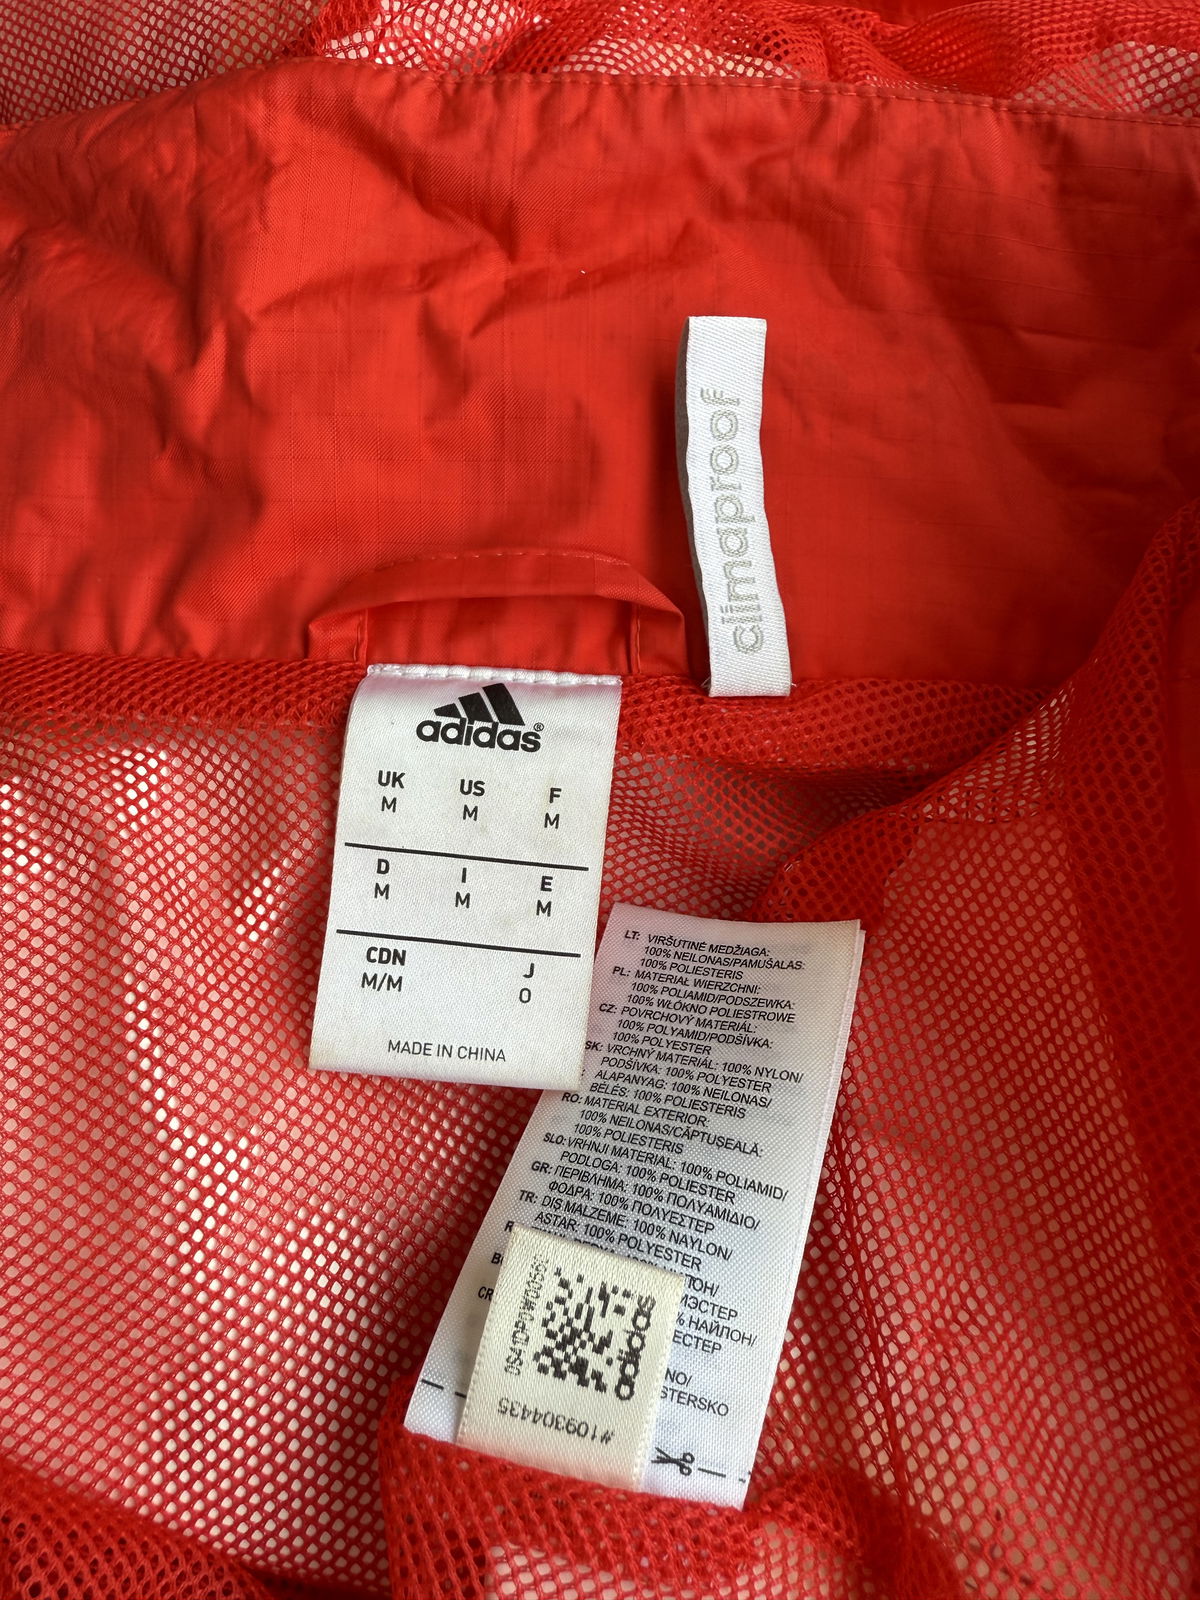 climaproof
adidas®
UK US F
M M M
D I E
M M M
CDN J
M/M O
MADE IN CHINA
LT: VIRŠUTINĖ MEDŽIAGA:
100% NEILONAS/PAMUŠALAS:
100% POLIESTERIS
PL: MATERIAŁ WIERZCHNI:
100% POLIAMID/PODSZEWKA:
100% WŁÓKNO POLIESTROWE
CZ: POVRCHOVÝ MATERIÁL:
100% POLYAMID/PODŠÍVKA:
100% POLYESTER
SK: VRCHNÝ MATERIÁL: 100% NYLON/
PODŠÍVKA: 100% POLYESTER
ALAPANYAG: 100% NEILONAS/
BÉLÉS: 100% POLIESTERIS
RO: MATERIAL EXTERIOR:
100% NEILONAS/CĂPTUŞEALĂ:
100% POLIESTERIS
SLO: VRHNJI MATERIAL: 100% POLIAMID/
PODLOGA: 100% POLIESTER
GR: ΠΕΡΙΒΛΗΜΑ: 100% ΠΟΛΥΑΜΙΔΙΟ/
ΦΟΔΡΑ: 100% ΠΟΛΥΕΣΤΕΡ
TR: DIŞ MALZEME: 100% NAYLON/
ASTAR: 100% POLYESTER
% НАЙЛОН/
adidas
#109304435